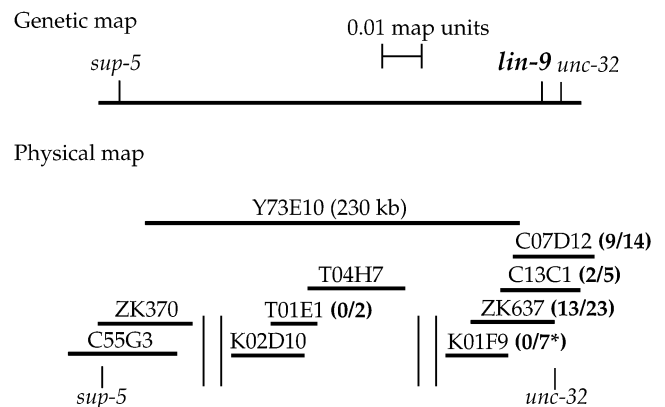 Genetic map
0.01 map units
sup-5
lin-9 unc-32
Physical map
Y73E10 (230 kb)
C07D12 (9/14)
T04H7
C13C1 (2/5)
ZK370
T01E1 (0/2)
ZK637 (13/23)
C55G3
K02D10
K01F9 (0/7*)
sup-5
unc-32